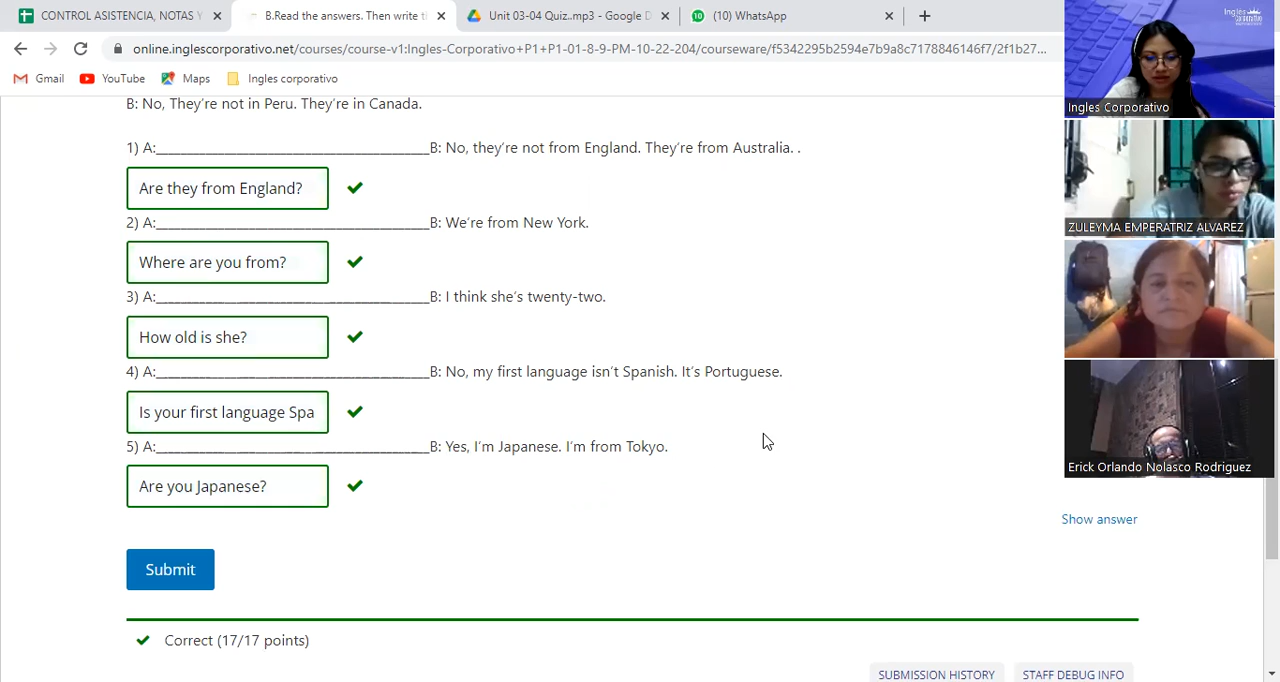 CONTROL ASISTENCIA, NOTAS Y
B.Read the answers. Then write ti
Unit 03-04 Quiz..mp3 - Google D
(10) WhatsApp
online.inglescorporativo.net/courses/course-v1:Ingles-Corporativo+P1+P1-01-8-9-PM-10-22-204/courseware/f5342295b2594e7b9a8c7178846146f7/2f1b27...
Gmail
YouTube
Maps
Ingles corporativo
B: No, They're not in Peru. They're in Canada.
1) A:______________________________B: No, they're not from England. They're from Australia. .
Are they from England?
2) A:______________________________B: We're from New York.
Where are you from?
3) A:______________________________B: I think she's twenty-two.
How old is she?
4) A:______________________________B: No, my first language isn't Spanish. It's Portuguese.
Is your first language Spa
5) A:______________________________B: Yes, I'm Japanese. I'm from Tokyo.
Are you Japanese?
Show answer
Submit
Correct (17/17 points)
SUBMISSION HISTORY
STAFF DEBUG INFO
Ingles Corporativo
ZULEYMA EMPERATRIZ ALVAREZ
Erick Orlando Nolasco Rodriguez